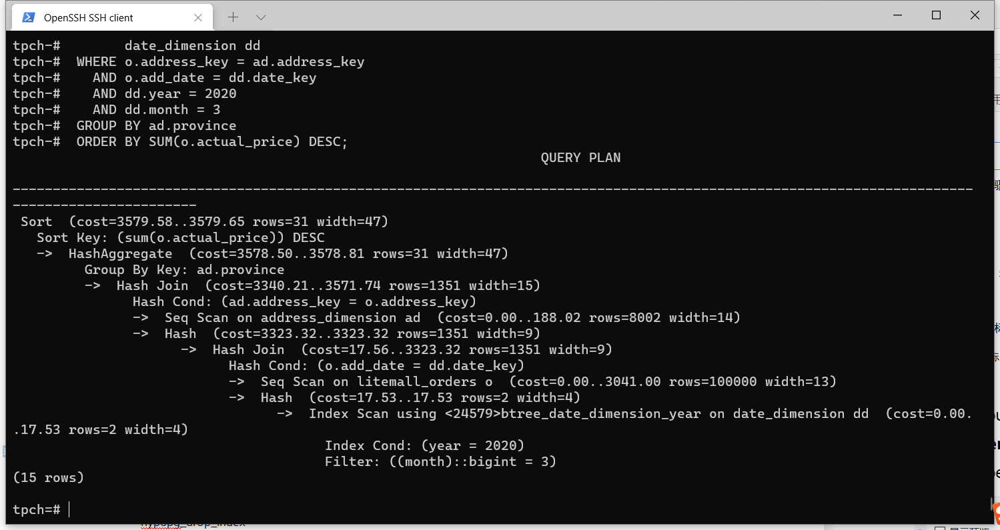 OpenSSH SSH client
tpch-#        date_dimension dd
tpch-#  WHERE o.address_key = ad.address_key
tpch-#    AND o.add_date = dd.date_key
tpch-#    AND dd.year = 2020
tpch-#    AND dd.month = 3
tpch-#  GROUP BY ad.province
tpch-#  ORDER BY SUM(o.actual_price) DESC;
QUERY PLAN
------------------------------------------------------------------------------------------------------------------------
-----------------------
 Sort  (cost=3579.58..3579.65 rows=31 width=47)
   Sort Key: (sum(o.actual_price)) DESC
   ->  HashAggregate  (cost=3578.50..3578.81 rows=31 width=47)
         Group By Key: ad.province
         ->  Hash Join  (cost=3340.21..3571.74 rows=1351 width=15)
               Hash Cond: (ad.address_key = o.address_key)
               ->  Seq Scan on address_dimension ad  (cost=0.00..188.02 rows=8002 width=14)
               ->  Hash  (cost=3323.32..3323.32 rows=1351 width=9)
                     ->  Hash Join  (cost=17.56..3323.32 rows=1351 width=9)
                           Hash Cond: (o.add_date = dd.date_key)
                           ->  Seq Scan on litemall_orders o  (cost=0.00..3041.00 rows=100000 width=13)
                           ->  Hash  (cost=17.53..17.53 rows=2 width=4)
                                 ->  Index Scan using <24579>btree_date_dimension_year on date_dimension dd  (cost=0.00.
.17.53 rows=2 width=4)
                                       Index Cond: (year = 2020)
                                       Filter: ((month)::bigint = 3)
(15 rows)
tpch=#
hypopg_drop_index